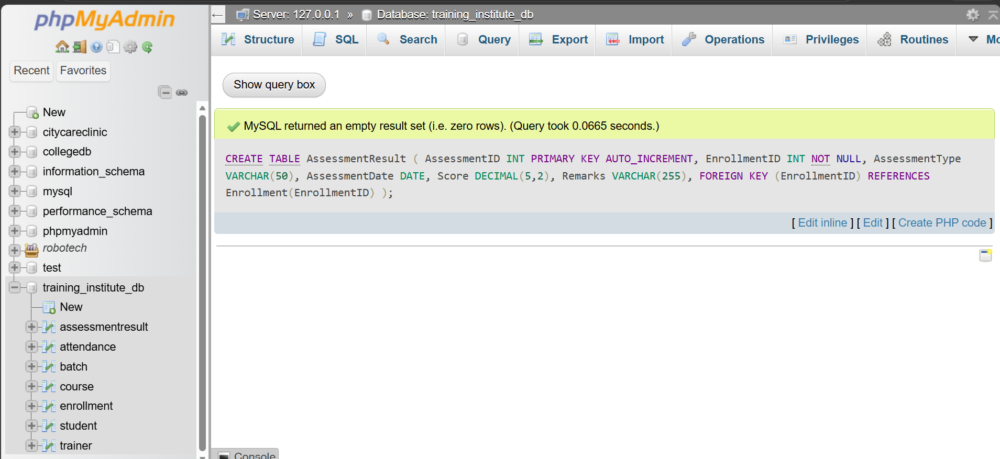 phpMyAdmin
Recent
Favorites
New
citycareclinic
collegedb
information_schema
mysql
performance_schema
phpmyadmin
robotech
test
training_institute_db
New
assessmentresult
attendance
batch
course
enrollment
student
trainer
Server: 127.0.0.1 » Database: training_institute_db
Structure SQL Search Query Export Import Operations Privileges Routines Mo
Show query box
MySQL returned an empty result set (i.e. zero rows). (Query took 0.0665 seconds.)
CREATE TABLE AssessmentResult ( AssessmentID INT PRIMARY KEY AUTO_INCREMENT, EnrollmentID INT NOT NULL, AssessmentType
VARCHAR(50), AssessmentDate DATE, Score DECIMAL(5,2), Remarks VARCHAR(255), FOREIGN KEY (EnrollmentID) REFERENCES
Enrollment(EnrollmentID) );
[ Edit inline ] [ Edit ] [ Create PHP code ]
Console